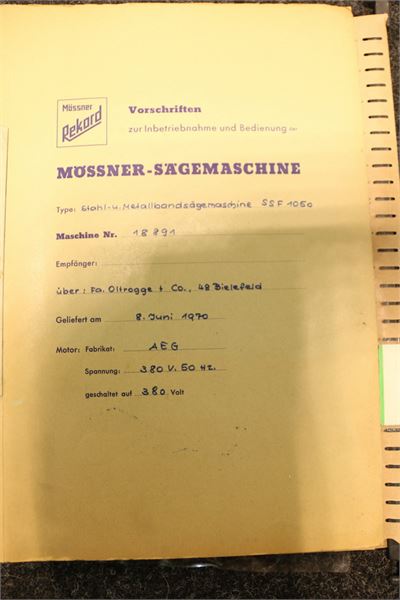 Mössner
Rekord
Vorschriften
zur Inbetriebnahme und Bedienung der
MÖSSNER-SÄGEMASCHINE
Type: Stahl-u. Metallbandsägemaschine SSF 1050
Maschine Nr. 18 891
Empfänger:
über: Fa. Oltrogge + Co., 48 Bielefeld
Geliefert am 8. Juni 1970
Motor: Fabrikat: AEG
Spannung: 380 V. 50 Hz.
geschaltet auf 380 Volt